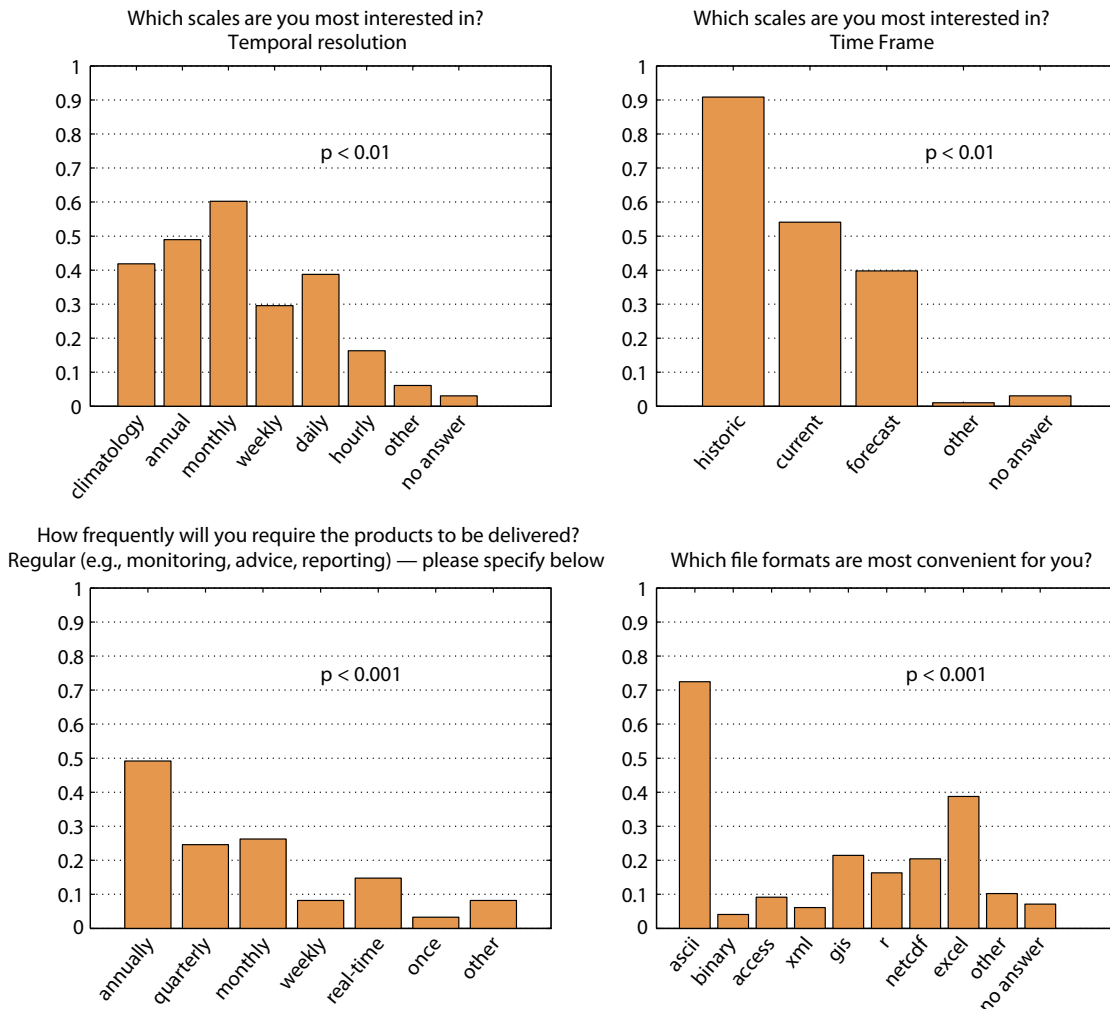 Which scales are you most interested in?
Temporal resolution
1
0.9
0.8
0.7
0.6
0.5
0.4
0.3
0.2
0.1
0
p < 0.01
climatology
annual
monthly
weekly
daily
hourly
other
no answer
Which scales are you most interested in?
Time Frame
1
0.9
0.8
0.7
0.6
0.5
0.4
0.3
0.2
0.1
0
p < 0.01
historic
current
forecast
other
no answer
How frequently will you require the products to be delivered?
Regular (e.g., monitoring, advice, reporting) — please specify below
1
0.9
0.8
0.7
0.6
0.5
0.4
0.3
0.2
0.1
0
p < 0.001
annually
quarterly
monthly
weekly
real-time
once
other
Which file formats are most convenient for you?
1
0.9
0.8
0.7
0.6
0.5
0.4
0.3
0.2
0.1
0
p < 0.001
ascii
binary
access
xml
gis
r
netcdf
excel
other
no answer